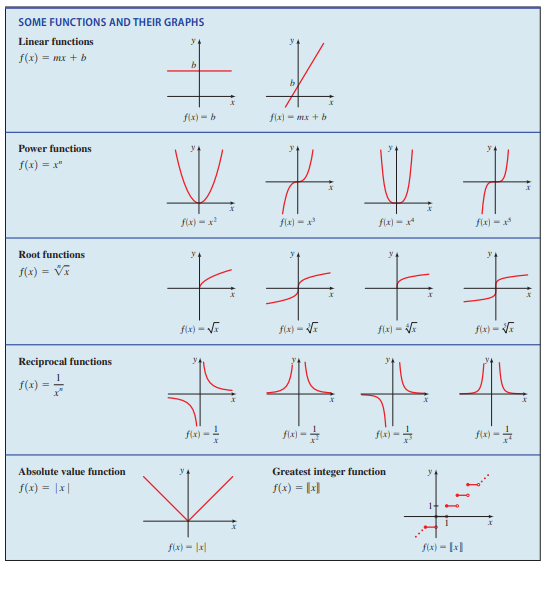 SOME FUNCTIONS AND THEIR GRAPHS
Linear functions
f(x) = mx + b
y
b
x
f(x) = b
y
b
x
f(x) = mx + b
Power functions
f(x) = xⁿ
y
x
f(x) = x²
y
x
f(x) = x³
y
x
f(x) = x⁴
y
x
f(x) = x⁵
Root functions
f(x) = ⁿ√x
y
x
f(x) = √x
y
x
f(x) = ³√x
y
x
f(x) = ⁴√x
y
x
f(x) = ⁵√x
Reciprocal functions
f(x) = 1/xⁿ
y
x
f(x) = 1/x
y
x
f(x) = 1/x²
y
x
f(x) = 1/x³
y
x
f(x) = 1/x⁴
Absolute value function
f(x) = |x|
y
x
f(x) = |x|
Greatest integer function
f(x) = ⟦x⟧
y
1
1
x
f(x) = ⟦x⟧